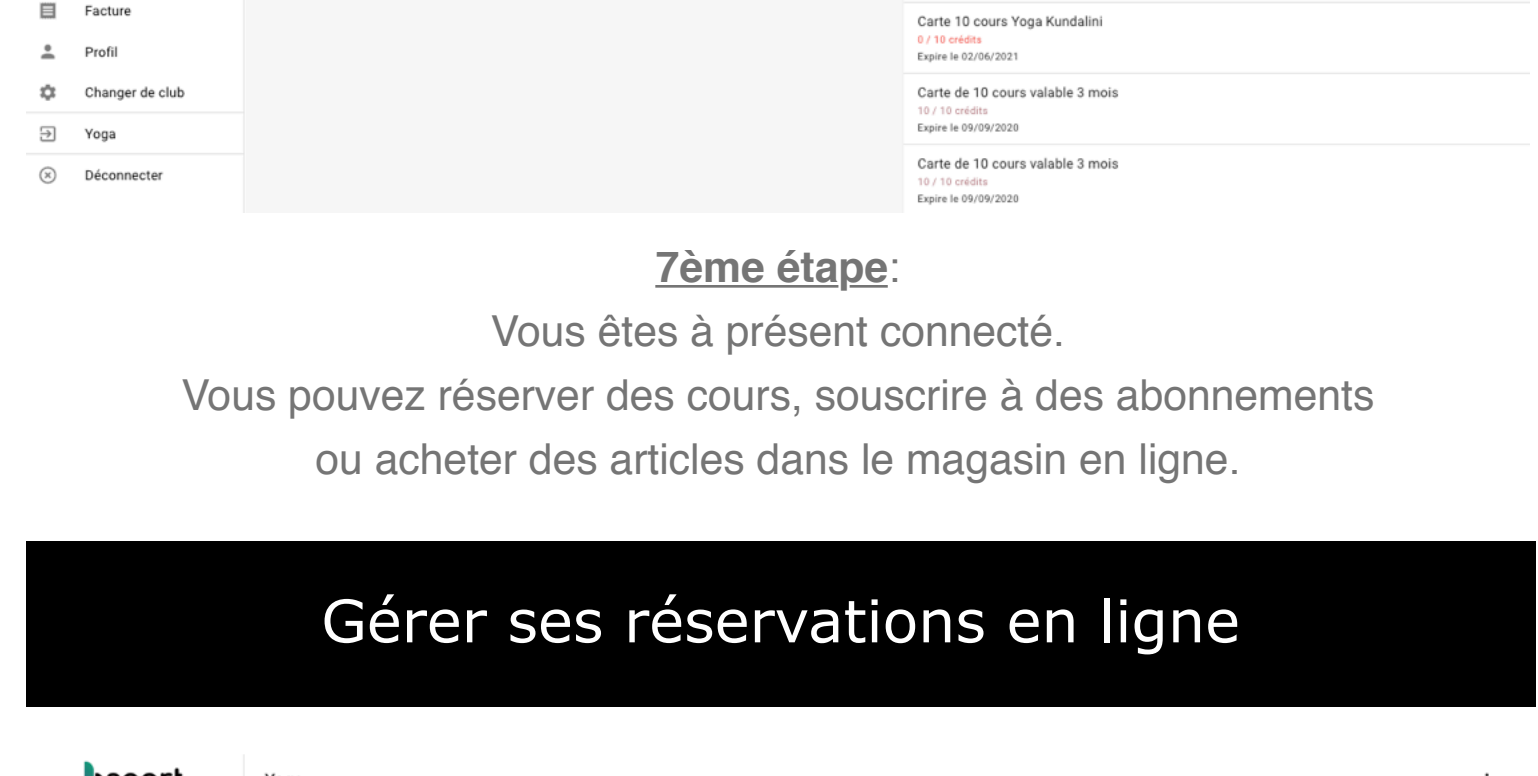 Facture
Profil
Changer de club
Yoga
Déconnecter
Carte 10 cours Yoga Kundalini
0 / 10 crédits
Expire le 02/06/2021
Carte de 10 cours valable 3 mois
10 / 10 crédits
Expire le 09/09/2020
Carte de 10 cours valable 3 mois
10 / 10 crédits
Expire le 09/09/2020
7ème étape:
Vous êtes à présent connecté.
Vous pouvez réserver des cours, souscrire à des abonnements
ou acheter des articles dans le magasin en ligne.
Gérer ses réservations en ligne